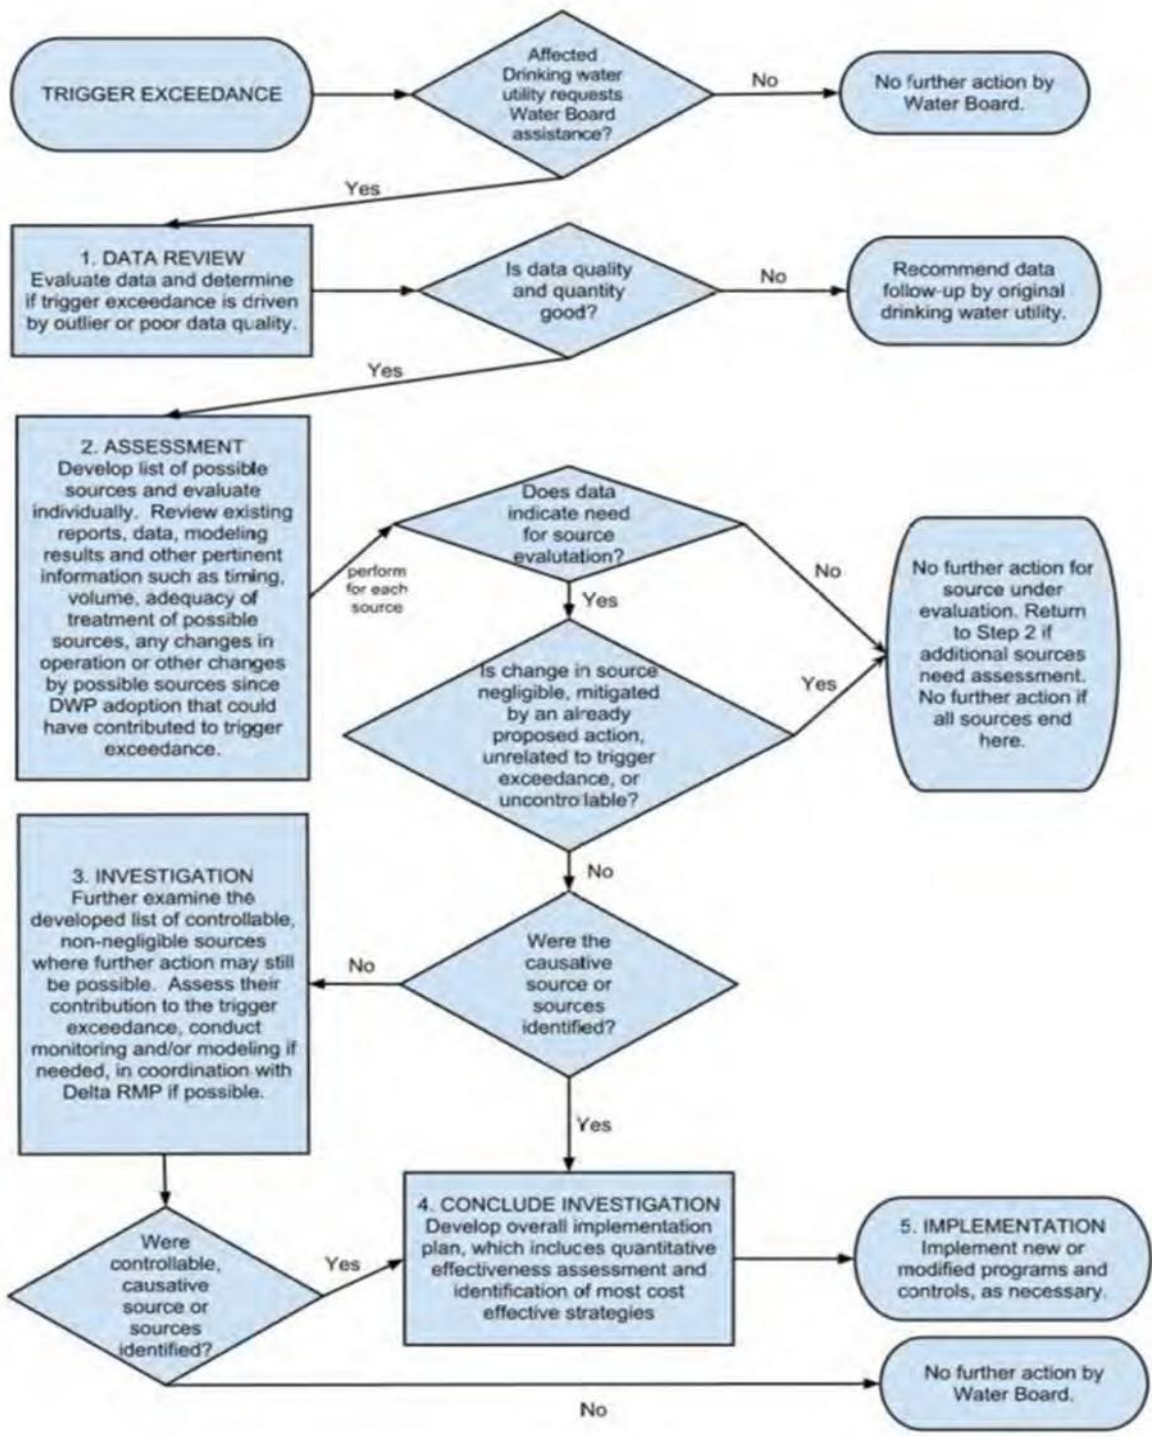 TRIGGER EXCEEDANCE
Affected
Drinking water
utility requests
Water Board
assistance?
No
No further action by
Water Board.
Yes
1. DATA REVIEW
Evaluate data and determine
if trigger exceedance is driven
by outlier or poor data quality.
Is data quality
and quantity
good?
No
Recommend data
follow-up by original
drinking water utility.
Yes
2. ASSESSMENT
Develop list of possible
sources and evaluate
individually. Review existing
reports, data, modeling
results and other pertinent
information such as timing,
volume, adequacy of
treatment of possible
sources, any changes in
operation or other changes
by possible sources since
DWP adoption that could
have contributed to trigger
exceedance.
perform
for each
source
Does data
indicate need
for source
evalutation?
No
Yes
Is change in source
negligible, mitigated
by an already
proposed action,
unrelated to trigger
exceedance, or
uncontrollable?
Yes
No further action for
source under
evaluation. Return
to Step 2 if
additional sources
need assessment.
No further action if
all sources end
here.
No
Were the
causative
source or
sources
identified?
No
3. INVESTIGATION
Further examine the
developed list of controllable,
non-negligible sources
where further action may still
be possible. Assess their
contribution to the trigger
exceedance, conduct
monitoring and/or modeling if
needed, in coordination with
Delta RMP if possible.
Yes
Were
controllable,
causative
source or
sources
identified?
Yes
4. CONCLUDE INVESTIGATION
Develop overall implementation
plan, which includes quantitative
effectiveness assessment and
identification of most cost
effective strategies
5. IMPLEMENTATION
Implement new or
modified programs and
controls, as necessary.
No
No further action by
Water Board.